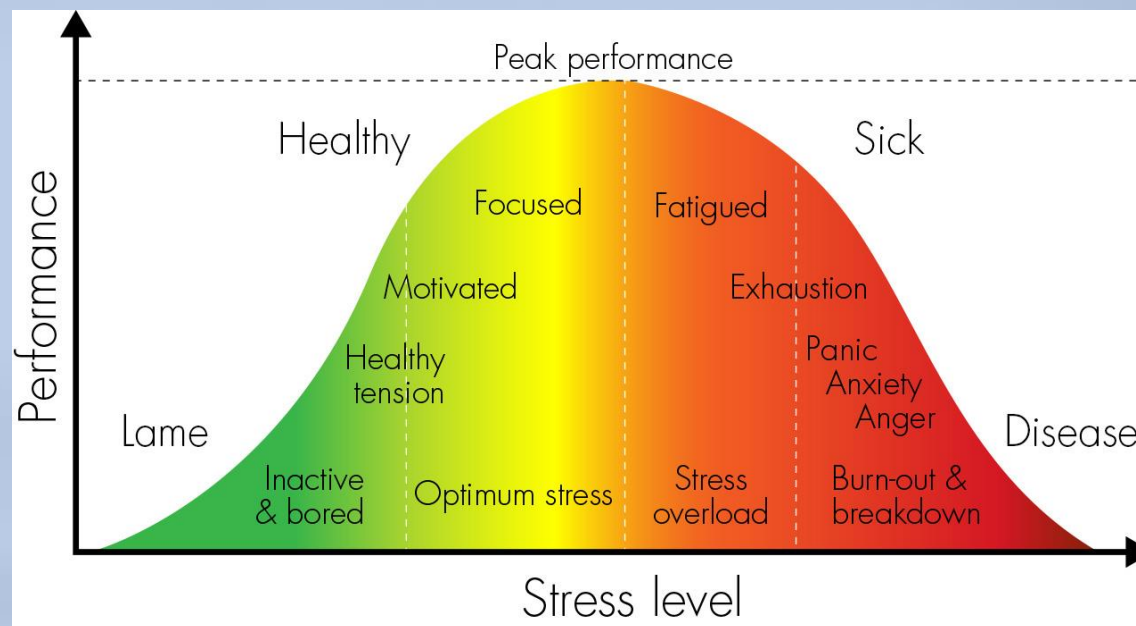 Peak performance
Healthy
Sick
Focused
Fatigued
Motivated
Exhaustion
Healthy
tension
Panic
Anxiety
Anger
Lame
Disease
Inactive
& bored
Optimum stress
Stress
overload
Burn-out &
breakdown
Performance
Stress level